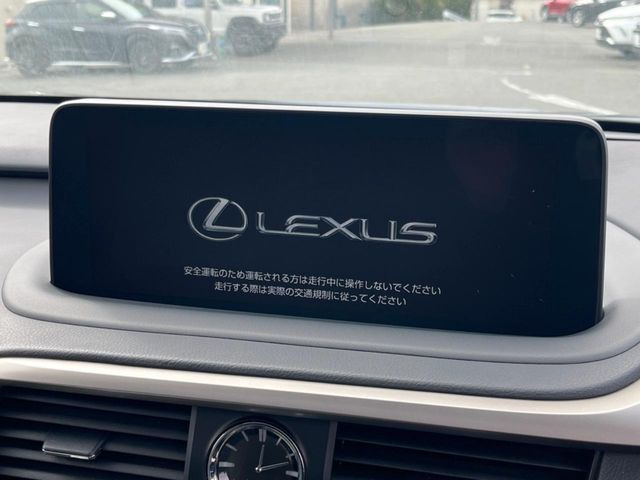 LEXUS
安全運転のため運転される方は走行中に操作しないでください
走行する際は実際の交通規制に従ってください